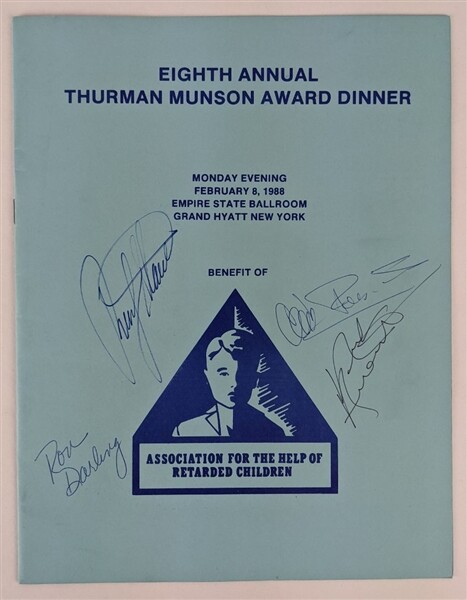 EIGHTH ANNUAL
THURMAN MUNSON AWARD DINNER
MONDAY EVENING
FEBRUARY 8, 1988
EMPIRE STATE BALLROOM
GRAND HYATT NEW YORK
BENEFIT OF
ASSOCIATION FOR THE HELP OF
RETARDED CHILDREN
Ron
Darling